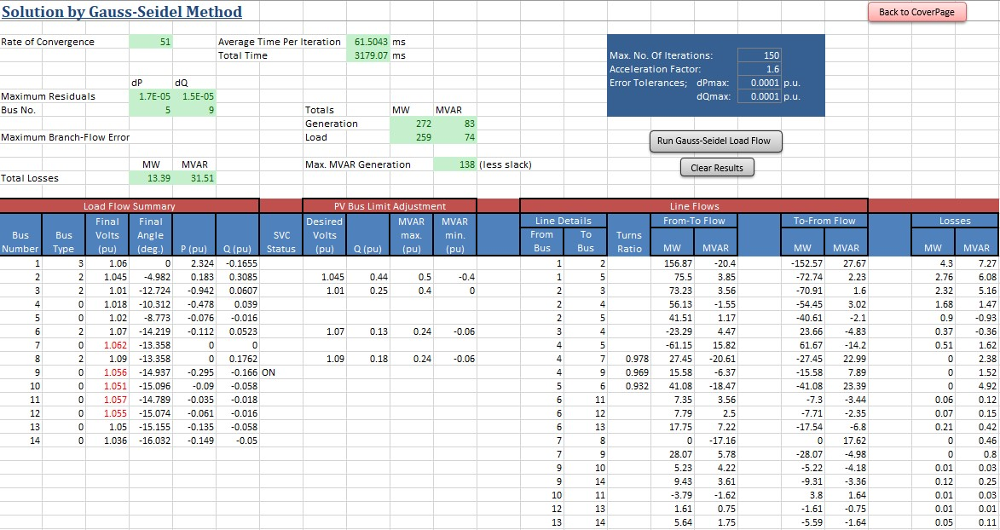 Solution by Gauss-Seidel Method
Back to CoverPage
Rate of Convergence 51 Average Time Per Iteration 61.5043 ms
Total Time 3179.07 ms
Max. No. Of Iterations: 150
Acceleration Factor: 1.6
dP dQ Error Tolerances; dPmax: 0.0001 p.u.
Maximum Residuals 1.7E-05 1.5E-05 dQmax: 0.0001 p.u.
Bus No. 5 9 Totals MW MVAR
Generation 272 83
Maximum Branch-Flow Error Load 259 74
Run Gauss-Seidel Load Flow
MW MVAR Max. MVAR Generation 138 (less slack)
Clear Results
Total Losses 13.39 31.51
Load Flow Summary PV Bus Limit Adjustment Line Flows
Final Final Desired MVAR MVAR Line Details From-To Flow To-From Flow Losses
Bus Bus Volts Angle SVC Volts max. min. From To Turns
Number Type (pu) (deg.) P (pu) Q (pu) Status (pu) Q (pu) (pu) (pu) Bus Bus Ratio MW MVAR MW MVAR MW MVAR
1 3 1.06 0 2.324 -0.1655 1 2 156.87 -20.4 -152.57 27.67 4.3 7.27
2 2 1.045 -4.982 0.183 0.3085 1.045 0.44 0.5 -0.4 1 5 75.5 3.85 -72.74 2.23 2.76 6.08
3 2 1.01 -12.724 -0.942 0.0607 1.01 0.25 0.4 0 2 3 73.23 3.56 -70.91 1.6 2.32 5.16
4 0 1.018 -10.312 -0.478 0.039 2 4 56.13 -1.55 -54.45 3.02 1.68 1.47
5 0 1.02 -8.773 -0.076 -0.016 2 5 41.51 1.17 -40.61 -2.1 0.9 -0.93
6 2 1.07 -14.219 -0.112 0.0523 1.07 0.13 0.24 -0.06 3 4 -23.29 4.47 23.66 -4.83 0.37 -0.36
7 0 1.062 -13.358 0 0 4 5 -61.15 15.82 61.67 -14.2 0.51 1.62
8 2 1.09 -13.358 0 0.1762 1.09 0.18 0.24 -0.06 4 7 0.978 27.45 -20.61 -27.45 22.99 0 2.38
9 0 1.056 -14.937 -0.295 -0.166 ON 4 9 0.969 15.58 -6.37 -15.58 7.89 0 1.52
10 0 1.051 -15.096 -0.09 -0.058 5 6 0.932 41.08 -18.47 -41.08 23.39 0 4.92
11 0 1.057 -14.789 -0.035 -0.018 6 11 7.35 3.56 -7.3 -3.44 0.06 0.12
12 0 1.055 -15.074 -0.061 -0.016 6 12 7.79 2.5 -7.71 -2.35 0.07 0.15
13 0 1.05 -15.155 -0.135 -0.058 6 13 17.75 7.22 -17.54 -6.8 0.21 0.42
14 0 1.036 -16.032 -0.149 -0.05 7 8 0 -17.16 0 17.62 0 0.46
7 9 28.07 5.78 -28.07 -4.98 0 0.8
9 10 5.23 4.22 -5.22 -4.18 0.01 0.03
9 14 9.43 3.61 -9.31 -3.36 0.12 0.25
10 11 -3.79 -1.62 3.8 1.64 0.01 0.03
12 13 1.61 0.75 -1.61 -0.75 0.01 0.01
13 14 5.64 1.75 -5.59 -1.64 0.05 0.11